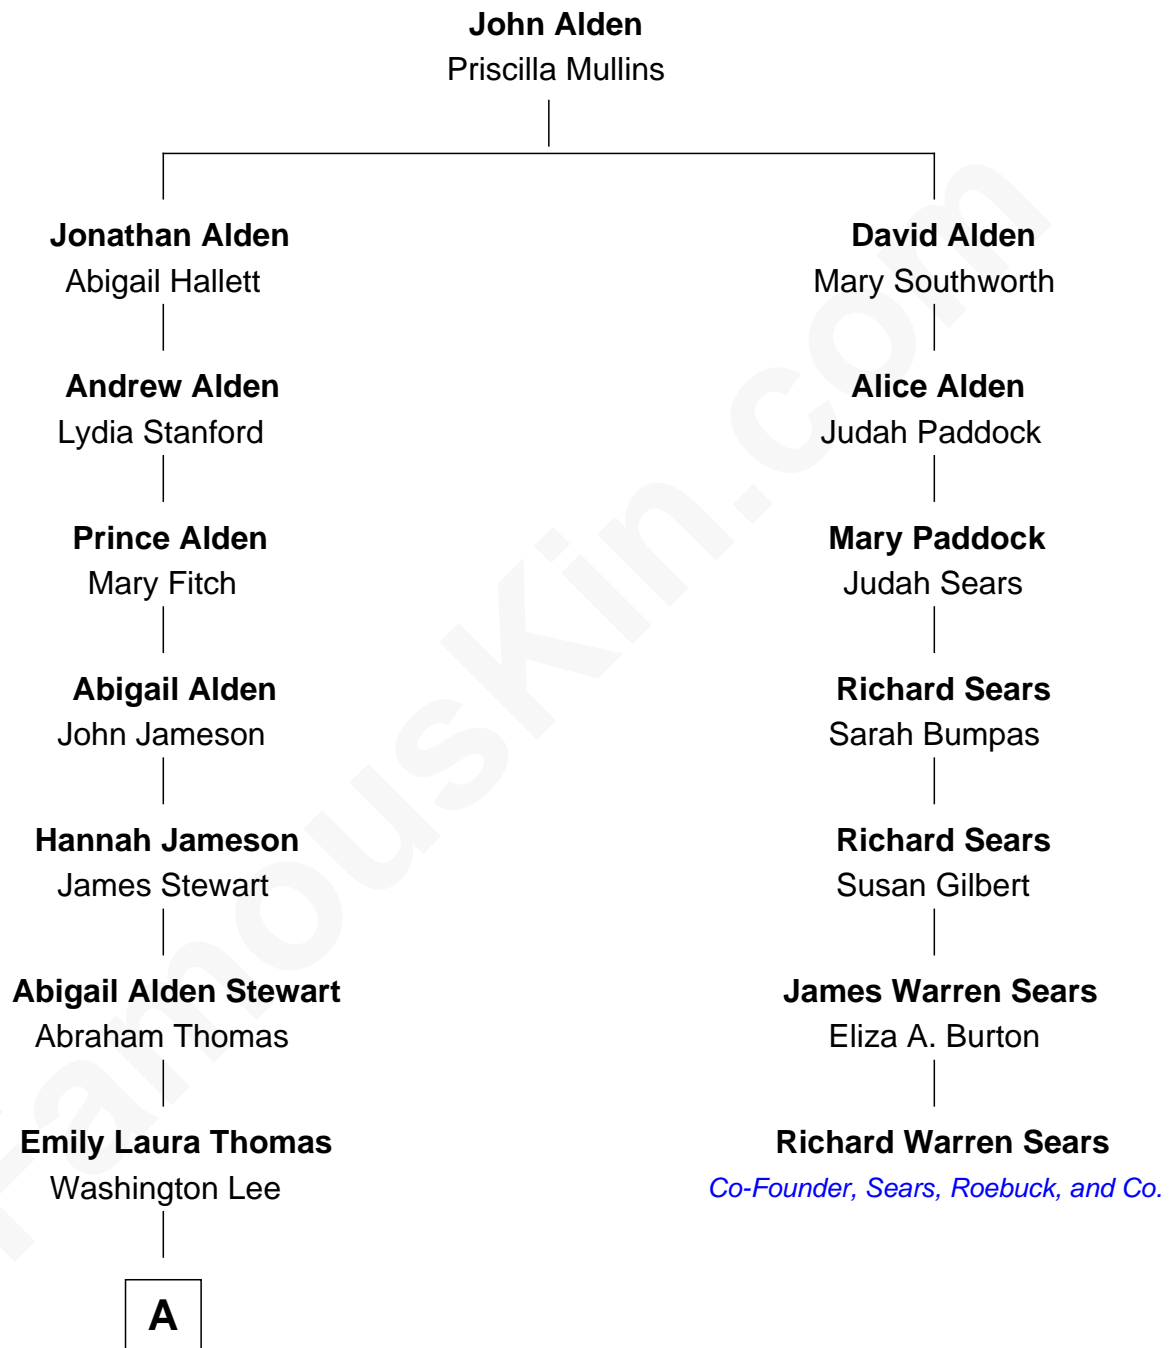 John Alden
Priscilla Mullins
Jonathan Alden
Abigail Hallett
Andrew Alden
Lydia Stanford
Prince Alden
Mary Fitch
Abigail Alden
John Jameson
Hannah Jameson
James Stewart
Abigail Alden Stewart
Abraham Thomas
Emily Laura Thomas
Washington Lee
A
David Alden
Mary Southworth
Alice Alden
Judah Paddock
Mary Paddock
Judah Sears
Richard Sears
Sarah Bumpas
Richard Sears
Susan Gilbert
James Warren Sears
Eliza A. Burton
Richard Warren Sears
Co-Founder, Sears, Roebuck, and Co.
FamousKin.com